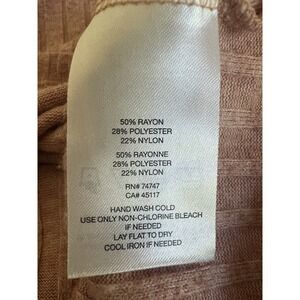 50% RAYON
28% POLYESTER
22% NYLON
50% RAYONNE
28% POLYESTER
22% NYLON
RN# 74747
CA# 45117
HAND WASH COLD
USE ONLY NON-CHLORINE BLEACH
IF NEEDED
LAY FLAT TO DRY
COOL IRON IF NEEDED